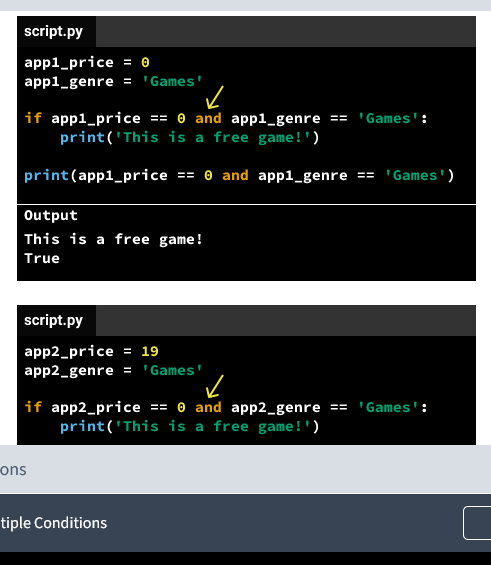 script.py
app1_price = 0
app1_genre = 'Games'
if app1_price == 0 and app1_genre == 'Games':
    print('This is a free game!')
print(app1_price == 0 and app1_genre == 'Games')
Output
This is a free game!
True
script.py
app2_price = 19
app2_genre = 'Games'
if app2_price == 0 and app2_genre == 'Games':
    print('This is a free game!')
ons
tiple Conditions